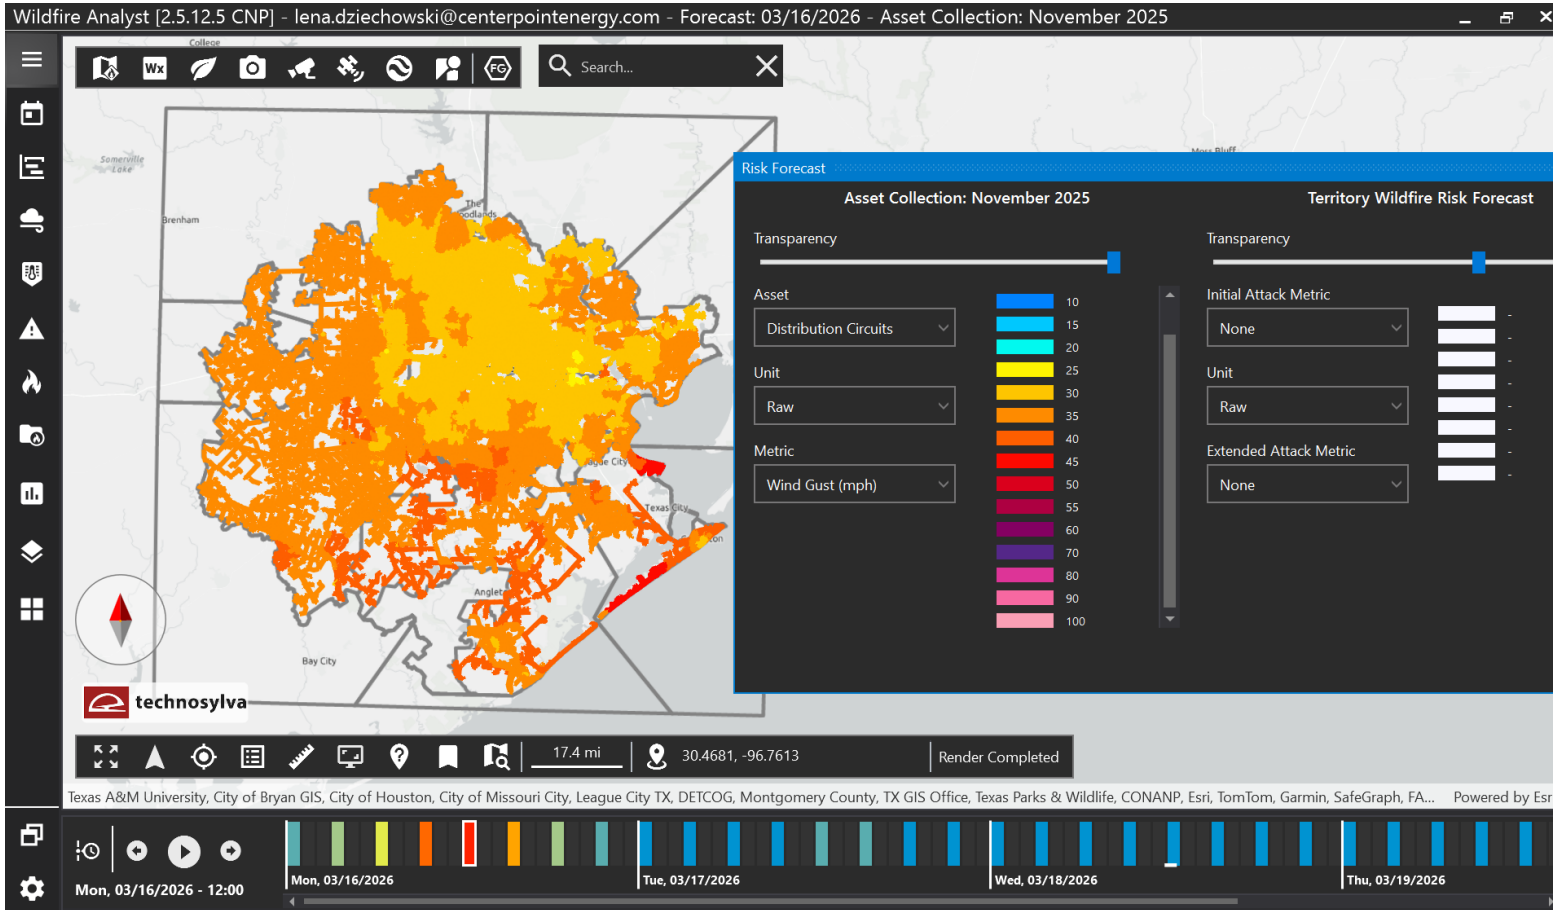 Wildfire Analyst [2.5.12.5 CNP] - lena.dziechowski@centerpointenergy.com - Forecast: 03/16/2026 - Asset Collection: November 2025
College
Wx
FG
Search...
Somerville
Lake
Brenham
The
League City
Texas City
Bay City
technosylva
Risk Forecast
Asset Collection: November 2025
Transparency
Asset
Distribution Circuits
Unit
Raw
Metric
Wind Gust (mph)
10
15
20
25
30
35
40
45
50
55
60
70
80
90
100
Territory Wildfire Risk Forecast
Transparency
Initial Attack Metric
None
Unit
Raw
Extended Attack Metric
None
-
-
-
-
-
-
-
-
17.4 mi
30.4681, -96.7613
Render Completed
Texas A&M University, City of Bryan GIS, City of Houston, City of Missouri City, League City TX, DETCOG, Montgomery County, TX GIS Office, Texas Parks & Wildlife, CONANP, Esri, TomTom, Garmin, SafeGraph, FA... Powered by Esr
Mon, 03/16/2026 - 12:00
Mon, 03/16/2026
Tue, 03/17/2026
Wed, 03/18/2026
Thu, 03/19/2026